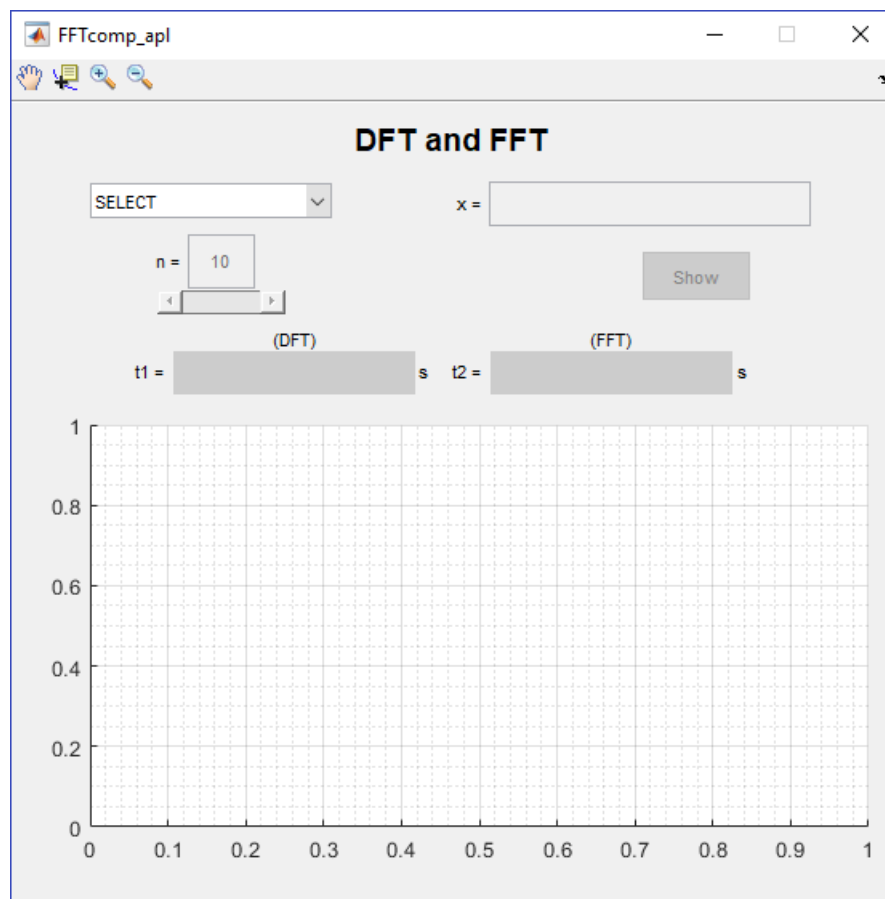 FFTcomp_apl
DFT and FFT
SELECT
x =
n = 10
Show
(DFT) (FFT)
t1 = s t2 = s
1
0.8
0.6
0.4
0.2
0
0 0.1 0.2 0.3 0.4 0.5 0.6 0.7 0.8 0.9 1